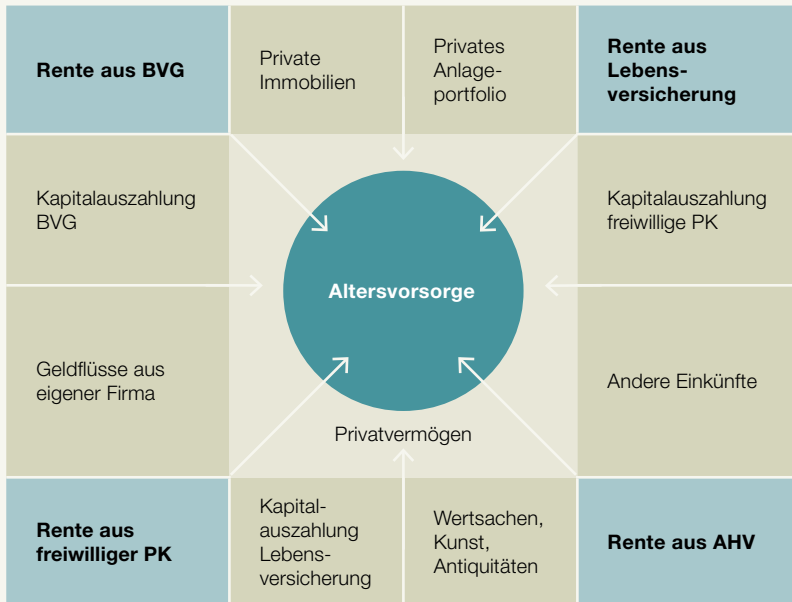 Rente aus BVG
Private
Immobilien
Privates
Anlage-
portfolio
Rente aus
Lebens-
versicherung
Kapitalauszahlung
BVG
Kapitalauszahlung
freiwillige PK
Altersvorsorge
Geldflüsse aus
eigener Firma
Andere Einkünfte
Privatvermögen
Rente aus
freiwilliger PK
Kapital-
auszahlung
Lebens-
versicherung
Wertsachen,
Kunst,
Antiquitäten
Rente aus AHV